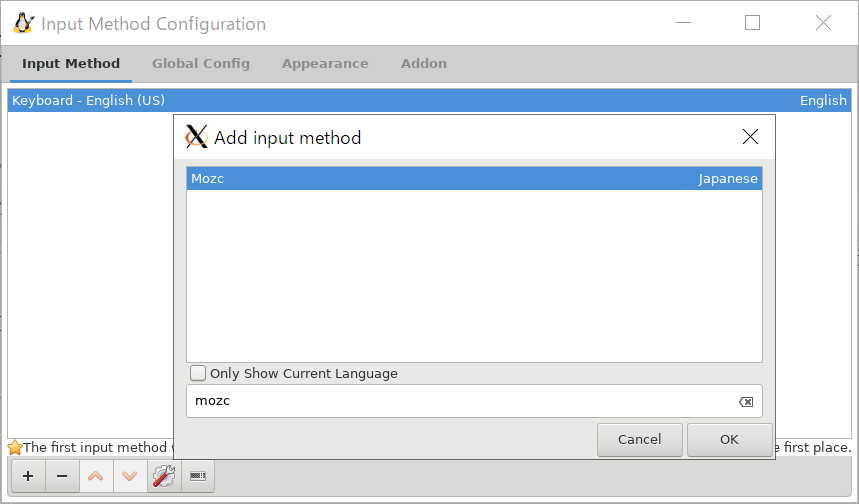 Input Method Configuration
Input Method Global Config Appearance Addon
Keyboard - English (US) English
Add input method
Mozc Japanese
Only Show Current Language
mozc
Cancel OK
The first input method
first place.